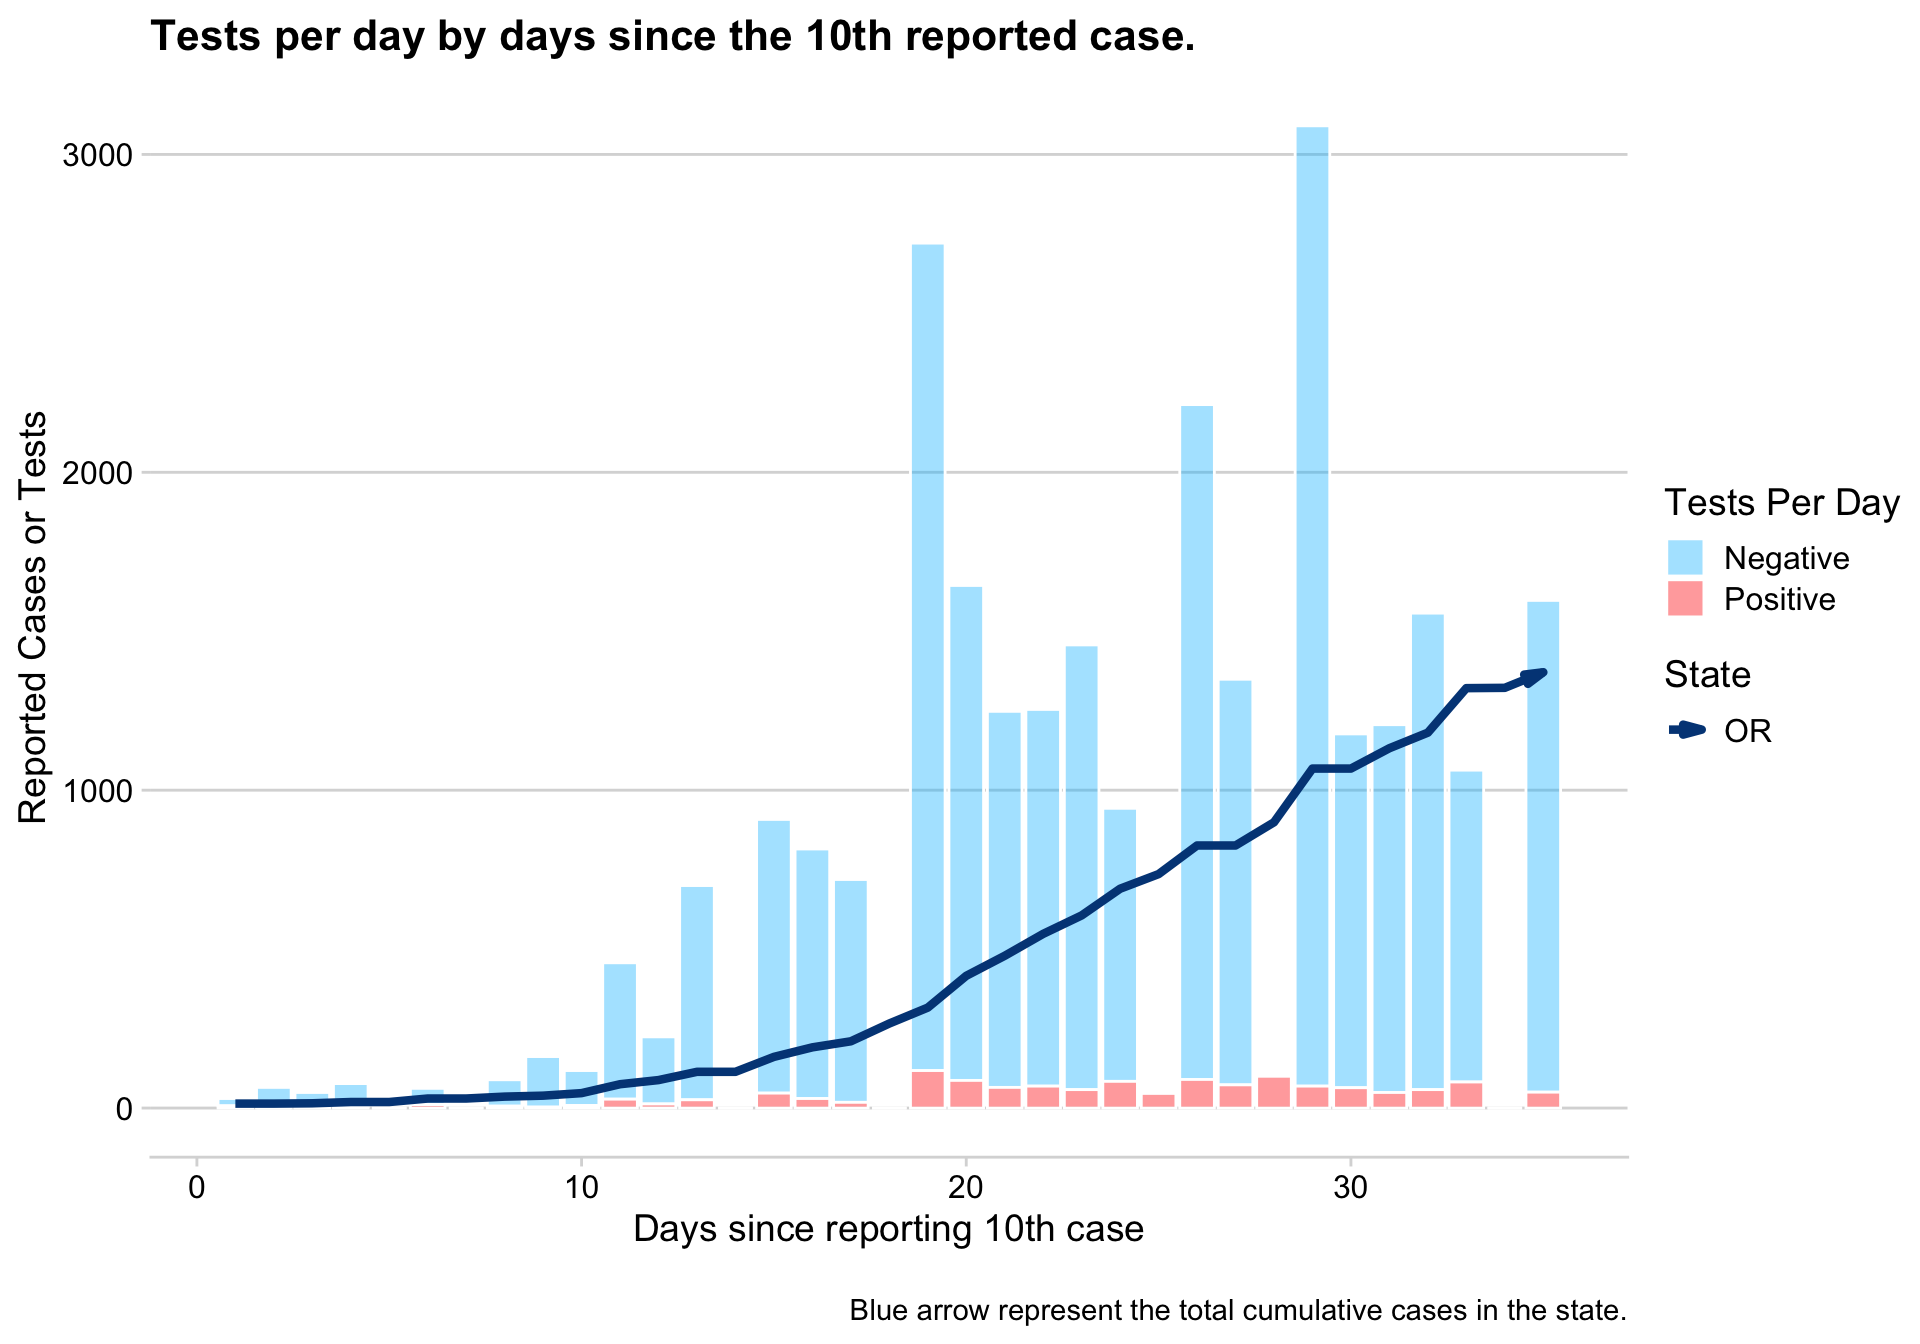 Tests per day by days since the 10th reported case.
3000
2000
1000
0
Reported Cases or Tests
0 10 20 30
Days since reporting 10th case
Tests Per Day
Negative
Positive
State
OR
Blue arrow represent the total cumulative cases in the state.